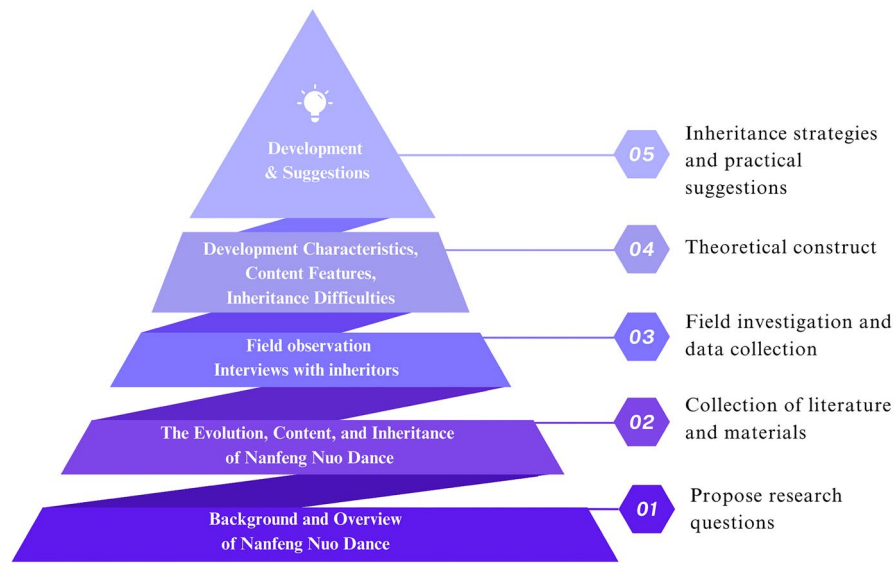 Development
& Suggestions
05
Inheritance strategies
and practical
suggestions
Development Characteristics,
Content Features,
Inheritance Difficulties
04
Theoretical construct
Field observation
Interviews with inheritors
03
Field investigation and
data collection
The Evolution, Content, and Inheritance
of Nanfeng Nuo Dance
02
Collection of literature
and materials
Background and Overview
of Nanfeng Nuo Dance
01
Propose research
questions